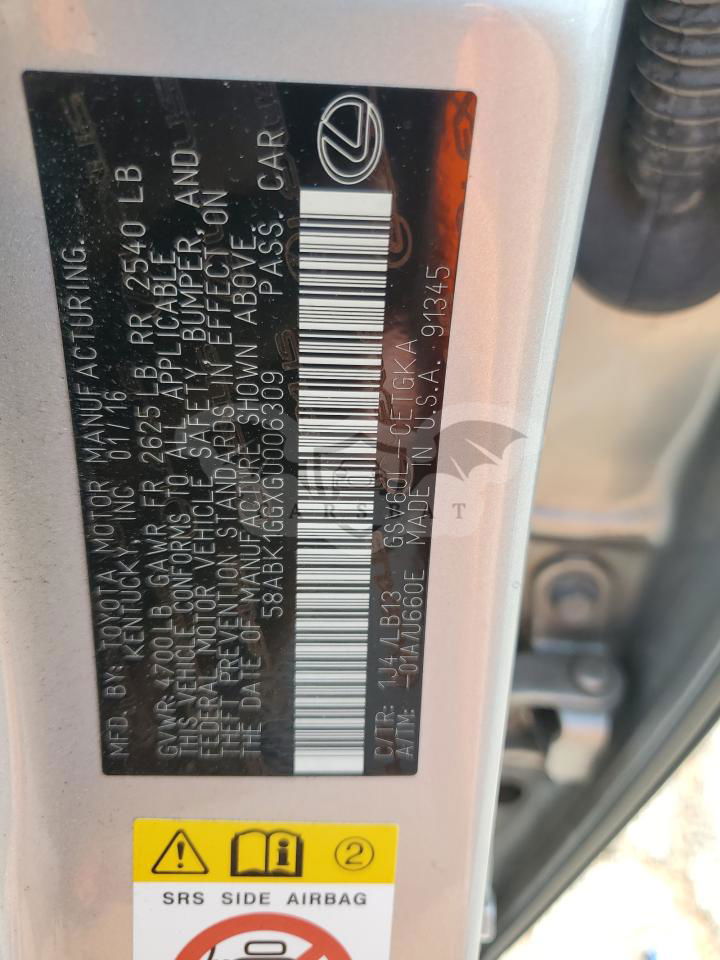 MFD. BY: TOYOTA MOTOR MANUFACTURING.
KENTUCKY, INC 01/16
GVWR 4700LB GAWR FR 2625 LB RR 2540 LB
THIS VEHICLE CONFORMS TO ALL APPLICABLE
FEDERAL MOTOR VEHICLE SAFETY, BUMPER, AND
THEFT PREVENTION STANDARDS IN EFFECT ON
THE DATE OF MANUFACTURE SHOWN ABOVE.
58ABK1GGXGU006309 PASS. CAR
C/TR: 1J4/LB13 GSV60L-CETGKA
A/TM: -01A/U660E MADE IN U.S.A. 91345
CARSBAT
2
SRS SIDE AIRBAG